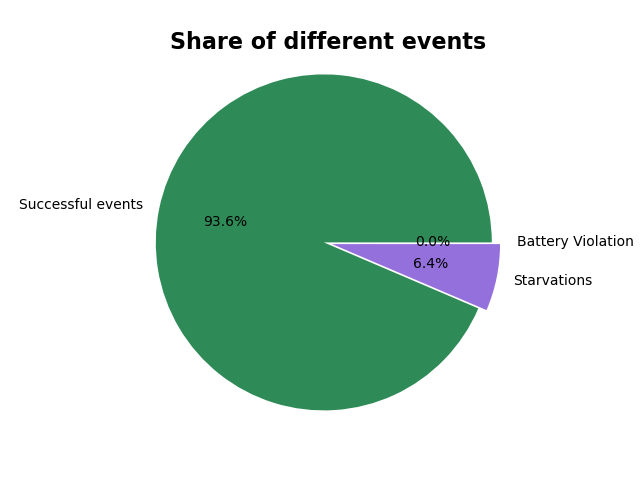 Share of different events
Successful events
93.6%
0.0%
Battery Violation
6.4%
Starvations